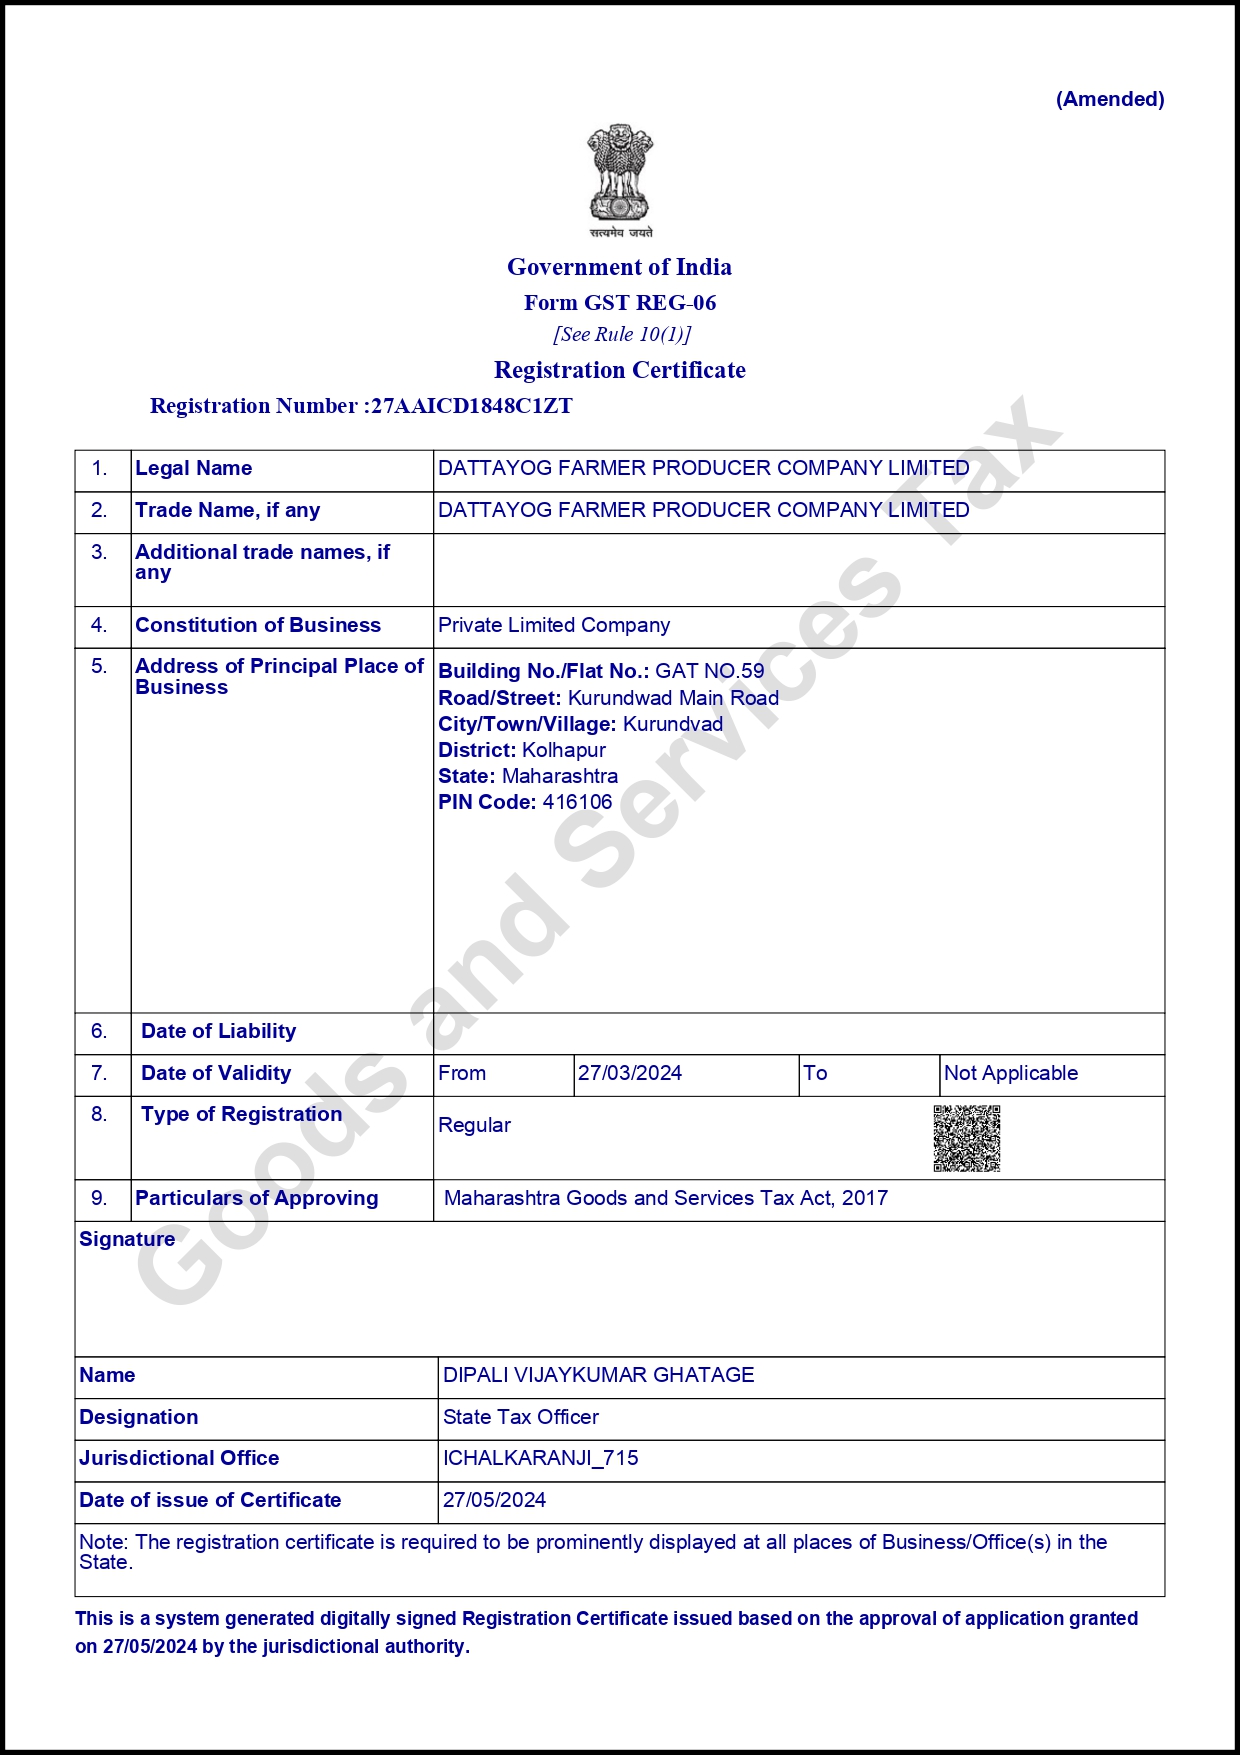 (Amended)
सत्यमेव जयते
Government of India
Form GST REG-06
[See Rule 10(1)]
Registration Certificate
Registration Number :27AAICD1848C1ZT
1. Legal Name DATTAYOG FARMER PRODUCER COMPANY LIMITED
2. Trade Name, if any DATTAYOG FARMER PRODUCER COMPANY LIMITED
3. Additional trade names, if
any
4. Constitution of Business Private Limited Company
5. Address of Principal Place of
Business
Building No./Flat No.: GAT NO.59
Road/Street: Kurundwad Main Road
City/Town/Village: Kurundvad
District: Kolhapur
State: Maharashtra
PIN Code: 416106
6. Date of Liability
7. Date of Validity From 27/03/2024 To Not Applicable
8. Type of Registration Regular
9. Particulars of Approving Maharashtra Goods and Services Tax Act, 2017
Signature
Name DIPALI VIJAYKUMAR GHATAGE
Designation State Tax Officer
Jurisdictional Office ICHALKARANJI_715
Date of issue of Certificate 27/05/2024
Note: The registration certificate is required to be prominently displayed at all places of Business/Office(s) in the
State.
This is a system generated digitally signed Registration Certificate issued based on the approval of application granted
on 27/05/2024 by the jurisdictional authority.
Goods and Services Tax